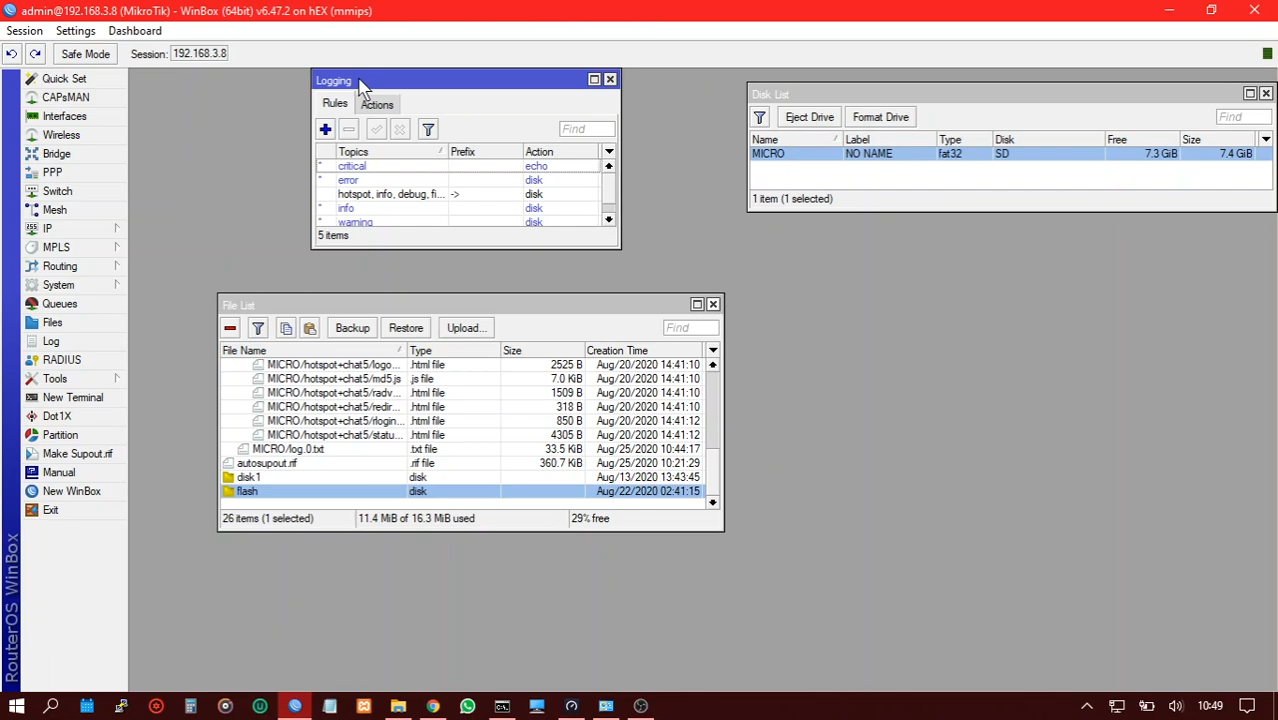 admin@192.168.3.8 (MikroTik) - WinBox (64bit) v6.47.2 on hEX (mmips)
Session Settings Dashboard
Safe Mode Session: 192.168.3.8
Quick Set
CAPsMAN
Interfaces
Wireless
Bridge
PPP
Switch
Mesh
IP
MPLS
Routing
System
Queues
Files
Log
RADIUS
Tools
New Terminal
Dot1X
Partition
Make Supout.rif
Manual
New WinBox
Exit
RouterOS WinBox
Logging
Rules Actions
Find
Topics Prefix Action
* critical echo
* error disk
hotspot, info, debug, fi... -> disk
* info disk
* warning disk
5 items
Disk List
Eject Drive Format Drive Find
Name Label Type Disk Free Size
MICRO NO NAME fat32 SD 7.3 GiB 7.4 GiB
1 item (1 selected)
File List
Backup Restore Upload... Find
File Name Type Size Creation Time
MICRO/hotspot+chat5/logo... .html file 2525 B Aug/20/2020 14:41:10
MICRO/hotspot+chat5/md5.js .js file 7.0 KiB Aug/20/2020 14:41:10
MICRO/hotspot+chat5/radv... .html file 1509 B Aug/20/2020 14:41:10
MICRO/hotspot+chat5/redir... .html file 318 B Aug/20/2020 14:41:10
MICRO/hotspot+chat5/rlogin... .html file 850 B Aug/20/2020 14:41:12
MICRO/hotspot+chat5/statu... .html file 4305 B Aug/20/2020 14:41:12
MICRO/log.0.txt .txt file 33.5 KiB Aug/25/2020 10:44:17
autosupout.rif .rif file 360.7 KiB Aug/25/2020 10:21:29
disk1 disk Aug/13/2020 13:43:45
flash disk Aug/22/2020 02:41:15
26 items (1 selected) 11.4 MiB of 16.3 MiB used 29% free
10:49